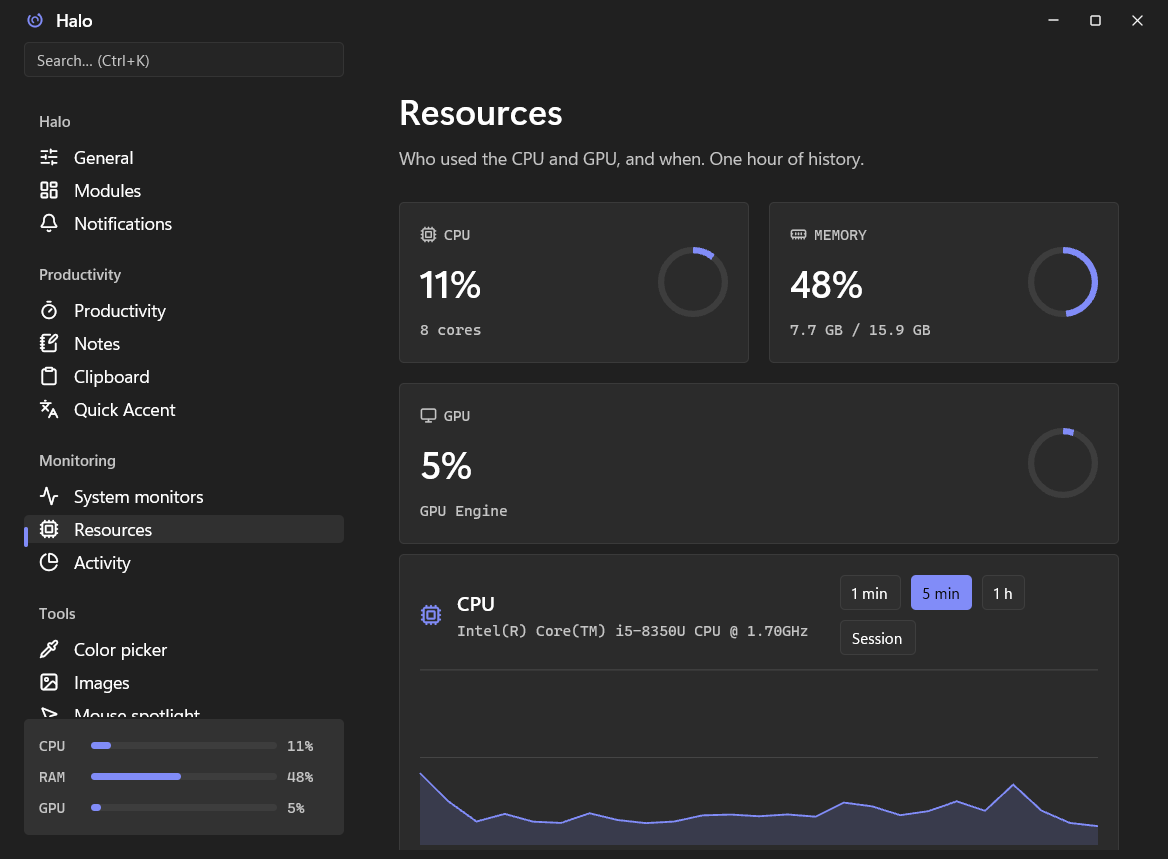 Halo
Search... (Ctrl+K)
Halo
General
Modules
Notifications
Productivity
Productivity
Notes
Clipboard
Quick Accent
Monitoring
System monitors
Resources
Activity
Tools
Color picker
Images
Mouse spotlight
CPU 11%
RAM 48%
GPU 5%
Resources
Who used the CPU and GPU, and when. One hour of history.
CPU
11%
8 cores
MEMORY
48%
7.7 GB / 15.9 GB
GPU
5%
GPU Engine
CPU
Intel(R) Core(TM) i5-8350U CPU @ 1.70GHz
1 min 5 min 1 h
Session